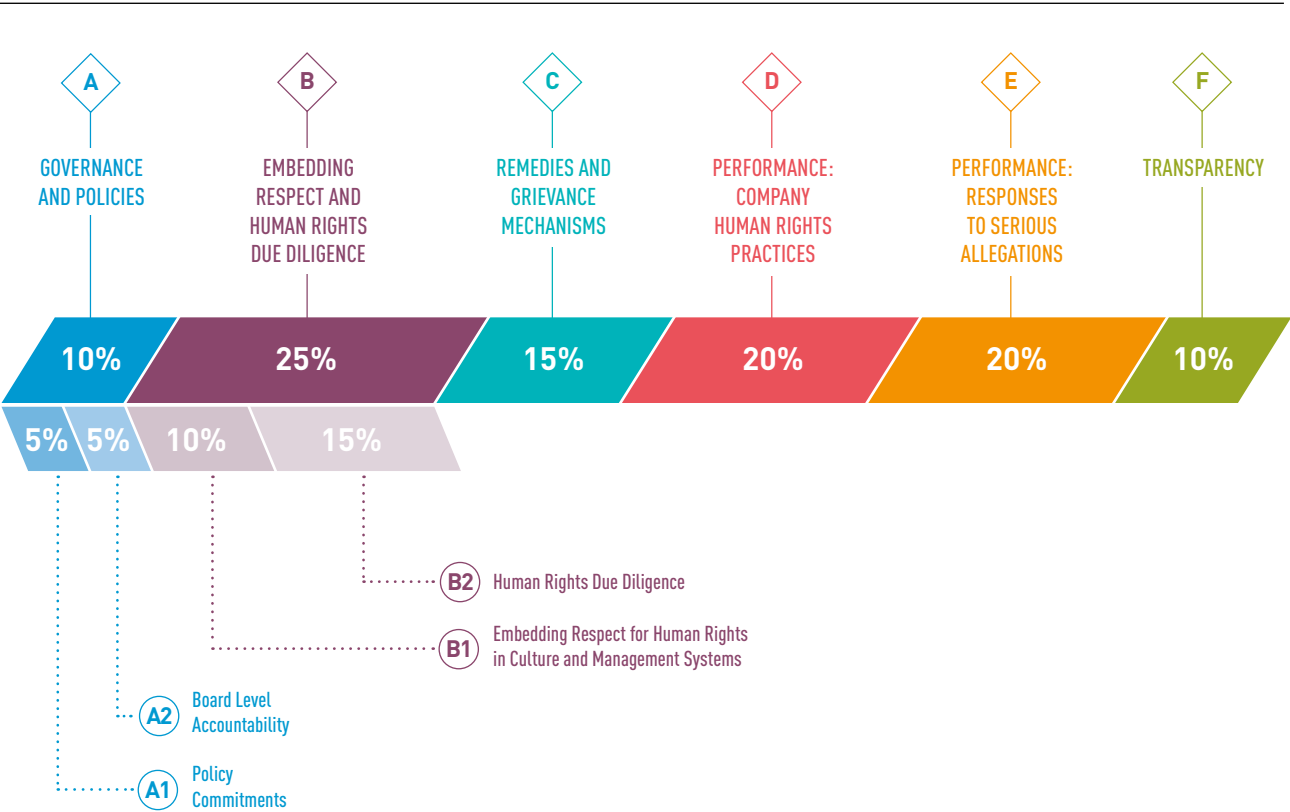 A
B
C
D
E
F
GOVERNANCE
AND POLICIES
EMBEDDING
RESPECT AND
HUMAN RIGHTS
DUE DILIGENCE
REMEDIES AND
GRIEVANCE
MECHANISMS
PERFORMANCE:
COMPANY
HUMAN RIGHTS
PRACTICES
PERFORMANCE:
RESPONSES
TO SERIOUS
ALLEGATIONS
TRANSPARENCY
10%
25%
15%
20%
20%
10%
5%
5%
10%
15%
B2 Human Rights Due Diligence
B1 Embedding Respect for Human Rights
in Culture and Management Systems
A2 Board Level
Accountability
A1 Policy
Commitments